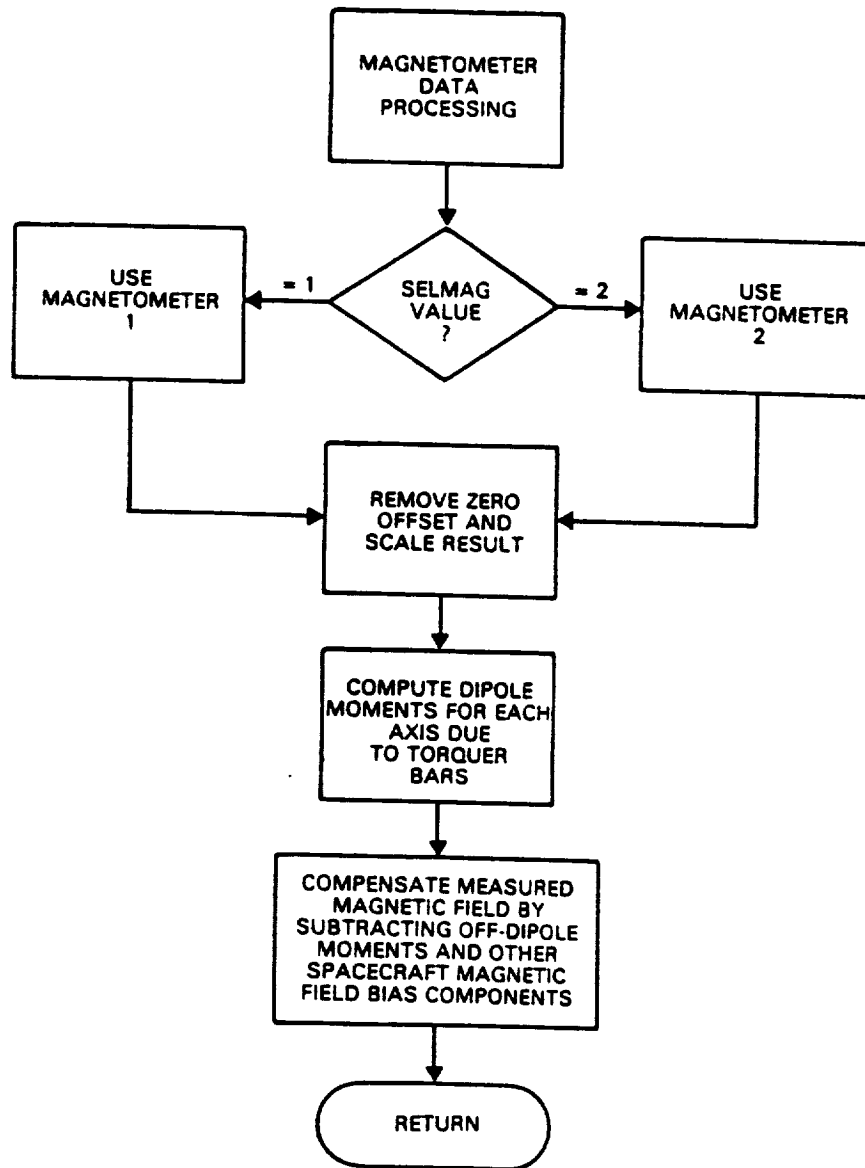 MAGNETOMETER
DATA
PROCESSING
USE
MAGNETOMETER
1
= 1
SELMAG
VALUE
?
= 2
USE
MAGNETOMETER
2
REMOVE ZERO
OFFSET AND
SCALE RESULT
COMPUTE DIPOLE
MOMENTS FOR EACH
AXIS DUE
TO TORQUER
BARS
COMPENSATE MEASURED
MAGNETIC FIELD BY
SUBTRACTING OFF-DIPOLE
MOMENTS AND OTHER
SPACECRAFT MAGNETIC
FIELD BIAS COMPONENTS
RETURN